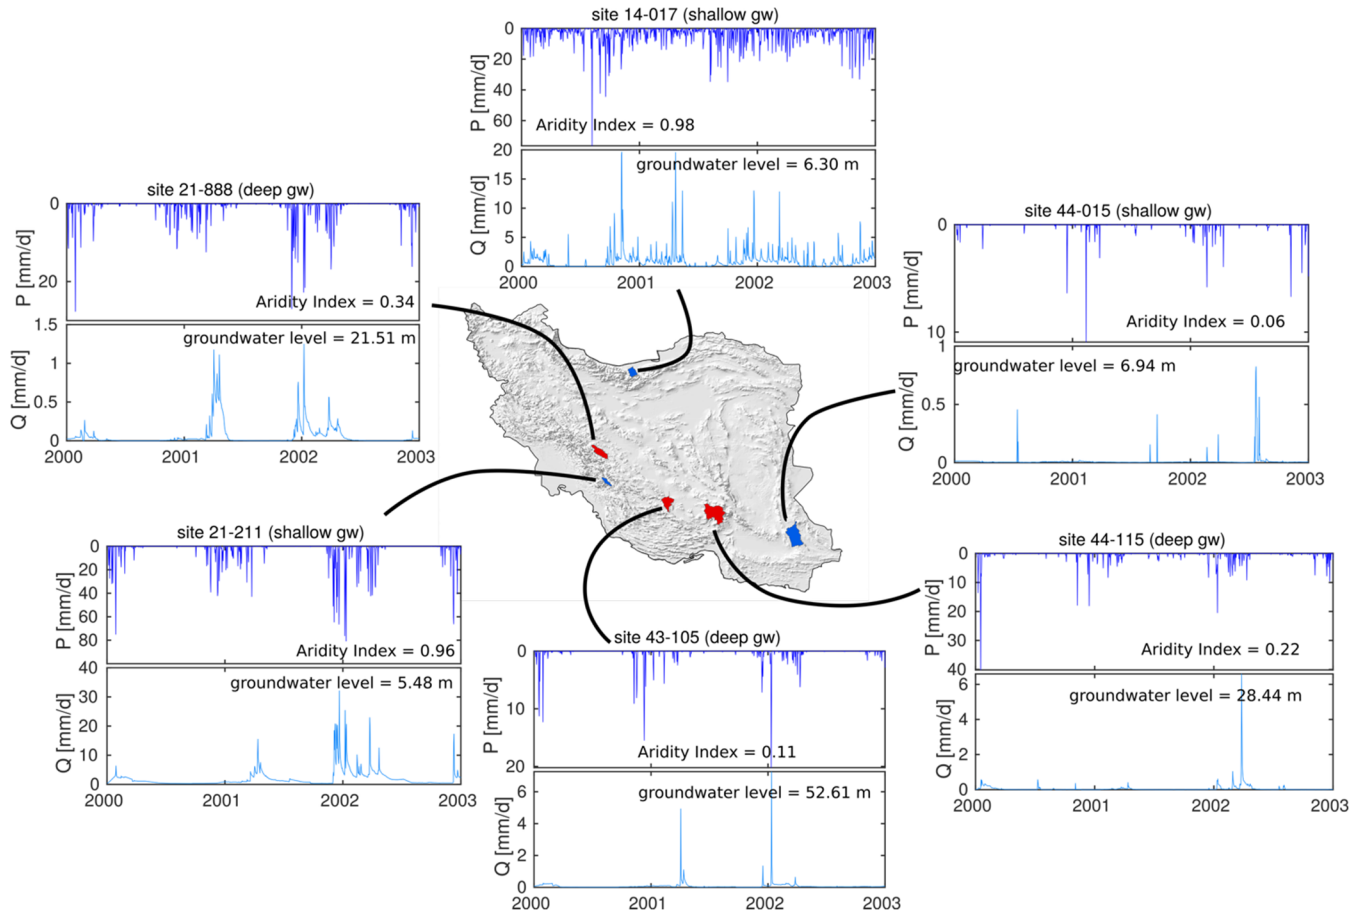 site 14-017 (shallow gw)
0
20
40
60
P [mm/d]
Aridity Index = 0.98
20
15
10
5
0
Q [mm/d]
groundwater level = 6.30 m
2000
2001
2002
2003
site 21-888 (deep gw)
0
20
P [mm/d]
Aridity Index = 0.34
1.5
1
0.5
0
Q [mm/d]
groundwater level = 21.51 m
2000
2001
2002
2003
site 44-015 (shallow gw)
0
10
P [mm/d]
Aridity Index = 0.06
1
0.5
0
Q [mm/d]
groundwater level = 6.94 m
2000
2001
2002
2003
site 21-211 (shallow gw)
0
20
40
60
80
P [mm/d]
Aridity Index = 0.96
40
30
20
10
0
Q [mm/d]
groundwater level = 5.48 m
2000
2001
2002
2003
site 43-105 (deep gw)
0
10
20
P [mm/d]
Aridity Index = 0.11
6
4
2
0
Q [mm/d]
groundwater level = 52.61 m
2000
2001
2002
2003
site 44-115 (deep gw)
0
10
20
30
40
P [mm/d]
Aridity Index = 0.22
6
4
2
0
Q [mm/d]
groundwater level = 28.44 m
2000
2001
2002
2003